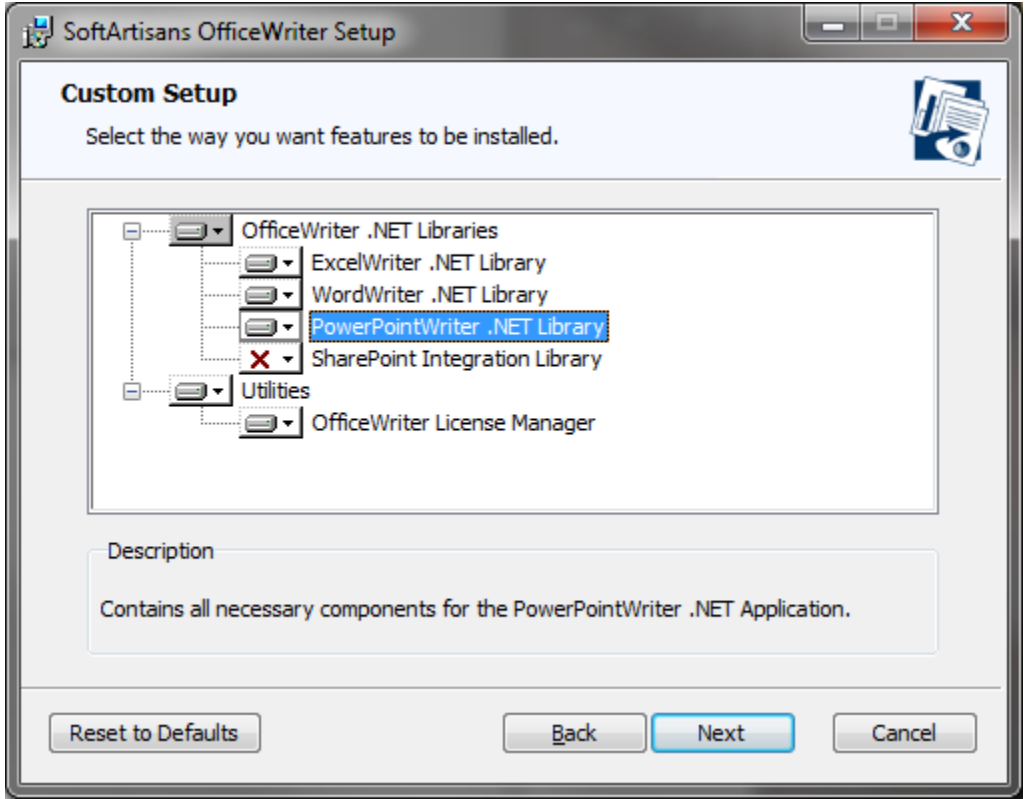 SoftArtisans OfficeWriter Setup
Custom Setup
Select the way you want features to be installed.
OfficeWriter .NET Libraries
ExcelWriter .NET Library
WordWriter .NET Library
PowerPointWriter .NET Library
SharePoint Integration Library
Utilities
OfficeWriter License Manager
Description
Contains all necessary components for the PowerPointWriter .NET Application.
Reset to Defaults Back Next Cancel